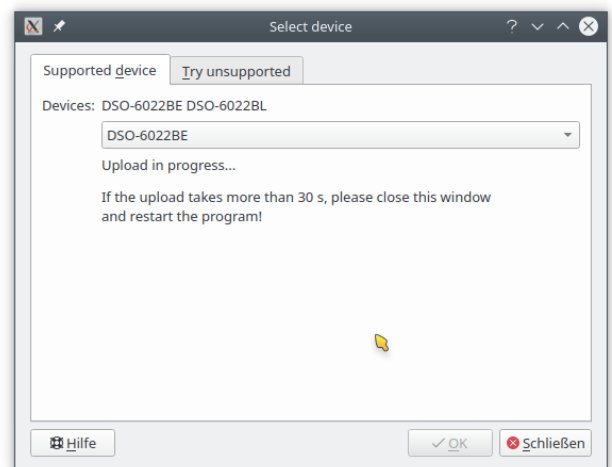 Select device
Supported device
Try unsupported
Devices: DSO-6022BE DSO-6022BL
DSO-6022BE
Upload in progress...
If the upload takes more than 30 s, please close this window
and restart the program!
Hilfe
OK
Schließen